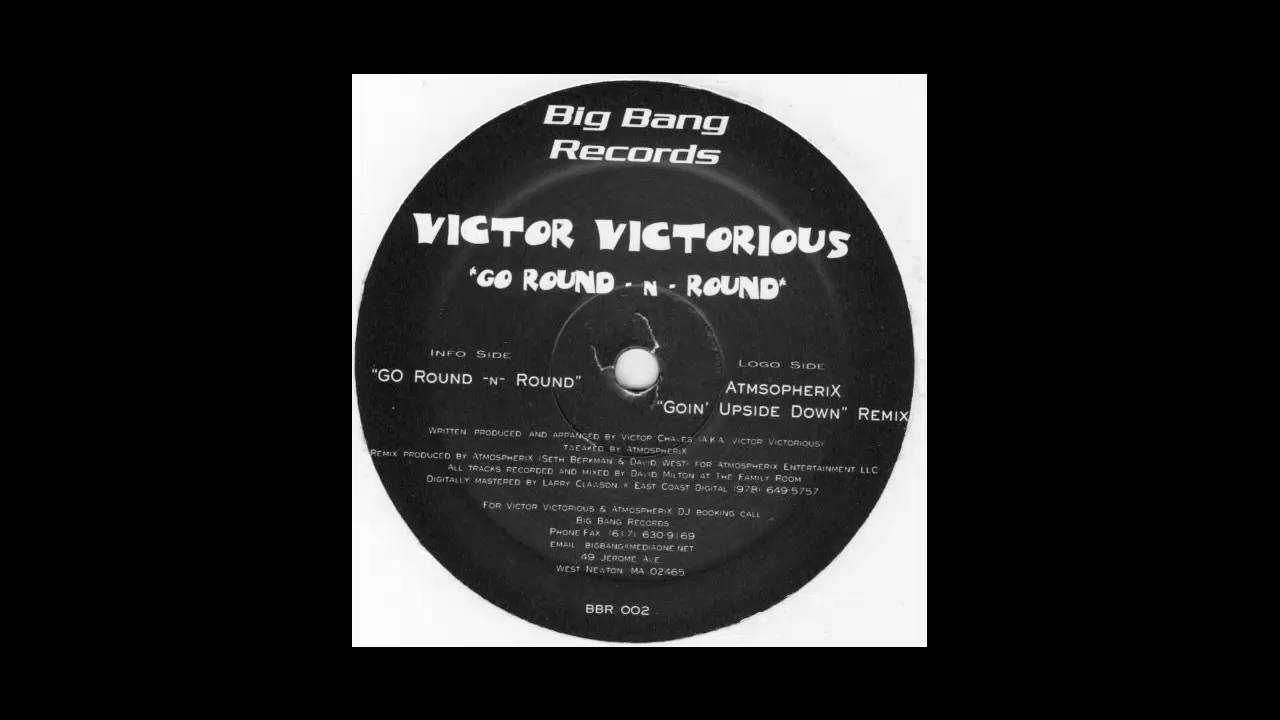 Big Bang
Records
VICTOR VICTORIOUS
*GO ROUND - N - ROUND*
INFO SIDE
"GO ROUND -N- ROUND"
LOGO SIDE
ATMSOPHERIX
"GOIN' UPSIDE DOWN" REMIX
WRITTEN, PRODUCED AND ARRANGED BY VICTOR CHALES (A.K.A. VICTOR VICTORIOUS)
TWEAKED BY ATMOSPHERIX
REMIX PRODUCED BY ATMOSPHERIX (SETH BERKMAN & DAVID WEST) FOR ATMOSPHERIX ENTERTAINMENT LLC
ALL TRACKS RECORDED AND MIXED BY DAVID MILTON AT THE FAMILY ROOM
DIGITALLY MASTERED BY LARRY CLAWSON @ EAST COAST DIGITAL (978) 649-5757
FOR VICTOR VICTORIOUS & ATMOSPHERIX DJ BOOKING CALL
BIG BANG RECORDS
PHONE FAX (617) 630-9169
EMAIL BIGBANG@MEDIAONE.NET
49 JEROME AVE
WEST NEWTON, MA 02465
BBR 002